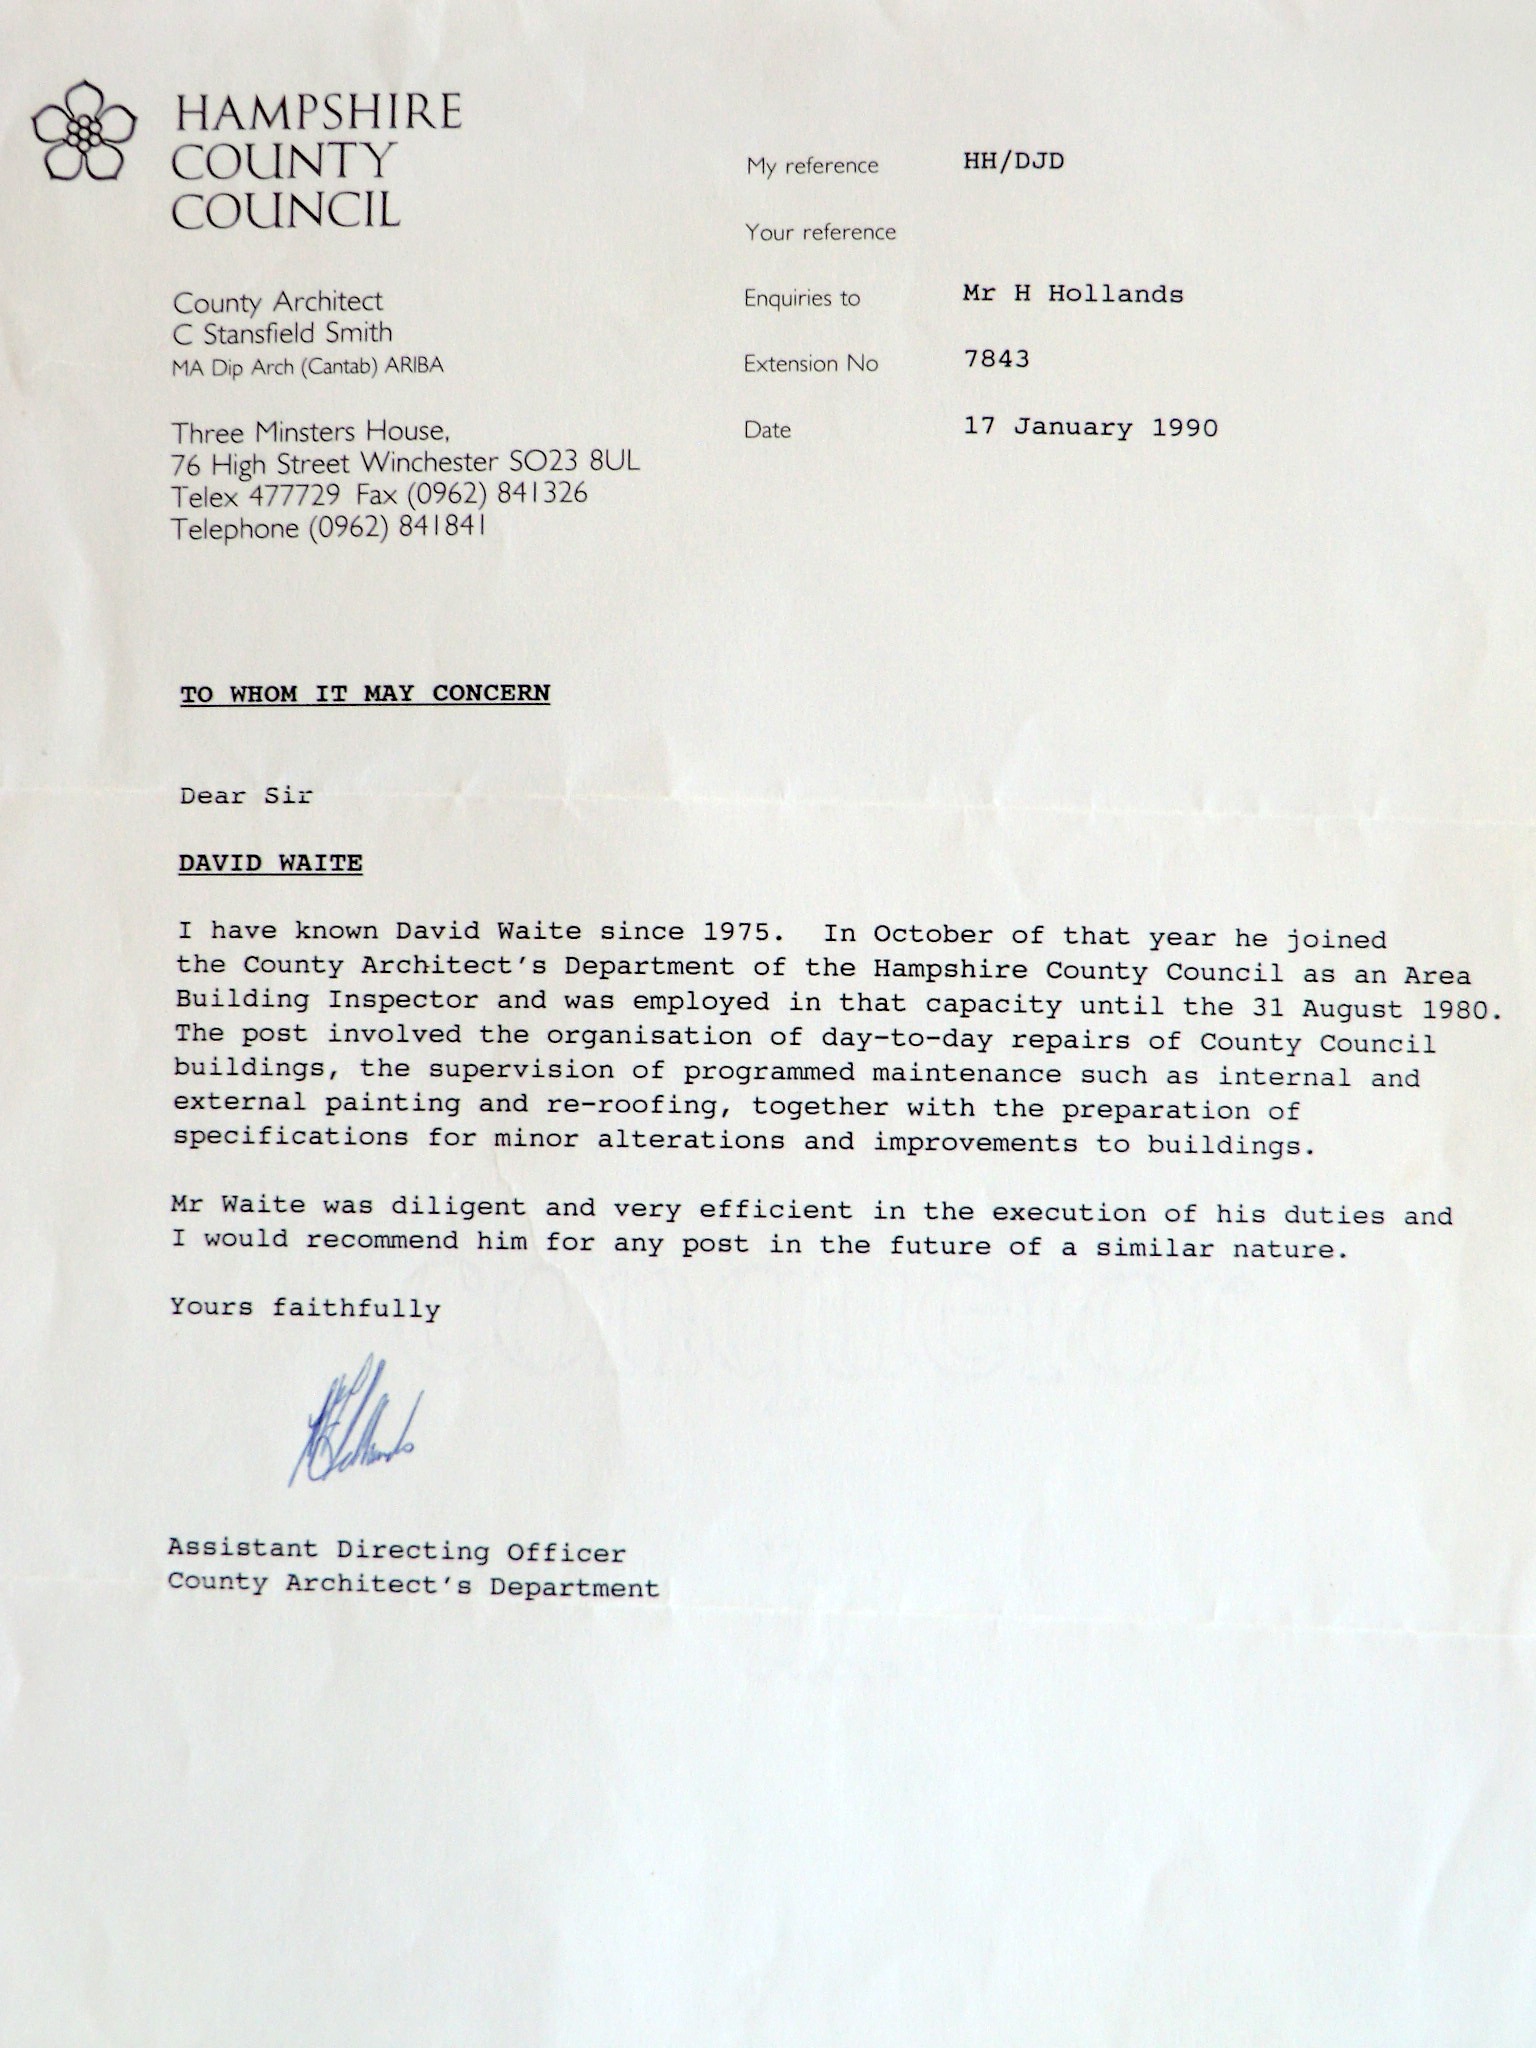 HAMPSHIRE
COUNTY
COUNCIL
County Architect
C Stansfield Smith
MA Dip Arch (Cantab) ARIBA
Three Minsters House,
76 High Street Winchester SO23 8UL
Telex 477729 Fax (0962) 841326
Telephone (0962) 841841
My reference HH/DJD
Your reference
Enquiries to Mr H Hollands
Extension No 7843
Date 17 January 1990
TO WHOM IT MAY CONCERN
Dear Sir
DAVID WAITE
I have known David Waite since 1975. In October of that year he joined
the County Architect's Department of the Hampshire County Council as an Area
Building Inspector and was employed in that capacity until the 31 August 1980.
The post involved the organisation of day-to-day repairs of County Council
buildings, the supervision of programmed maintenance such as internal and
external painting and re-roofing, together with the preparation of
specifications for minor alterations and improvements to buildings.
Mr Waite was diligent and very efficient in the execution of his duties and
I would recommend him for any post in the future of a similar nature.
Yours faithfully
Assistant Directing Officer
County Architect's Department